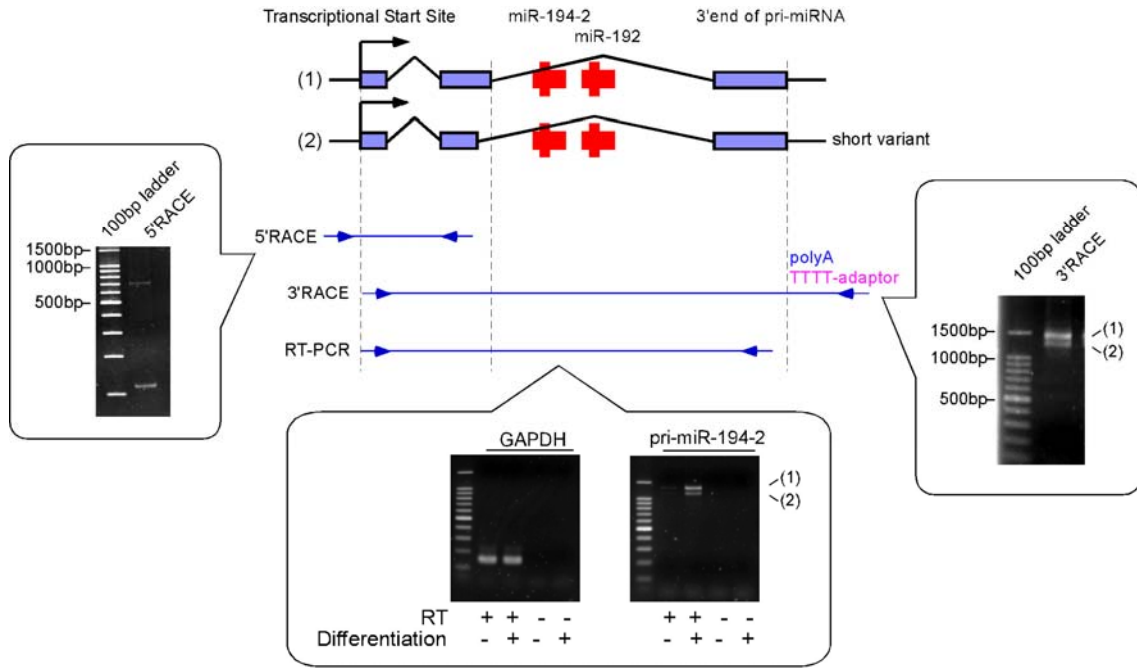 Transcriptional Start Site
miR-194-2
3'end of pri-miRNA
miR-192
(1)
(2)
short variant
100bp ladder
5'RACE
1500bp-
1000bp-
500bp-
5'RACE
polyA
TTTT-adaptor
3'RACE
RT-PCR
100bp ladder
3'RACE
1500bp-
1000bp-
500bp-
(1)
(2)
GAPDH
pri-miR-194-2
(1)
(2)
RT + + - - + + - -
Differentiation - + - + - + - +